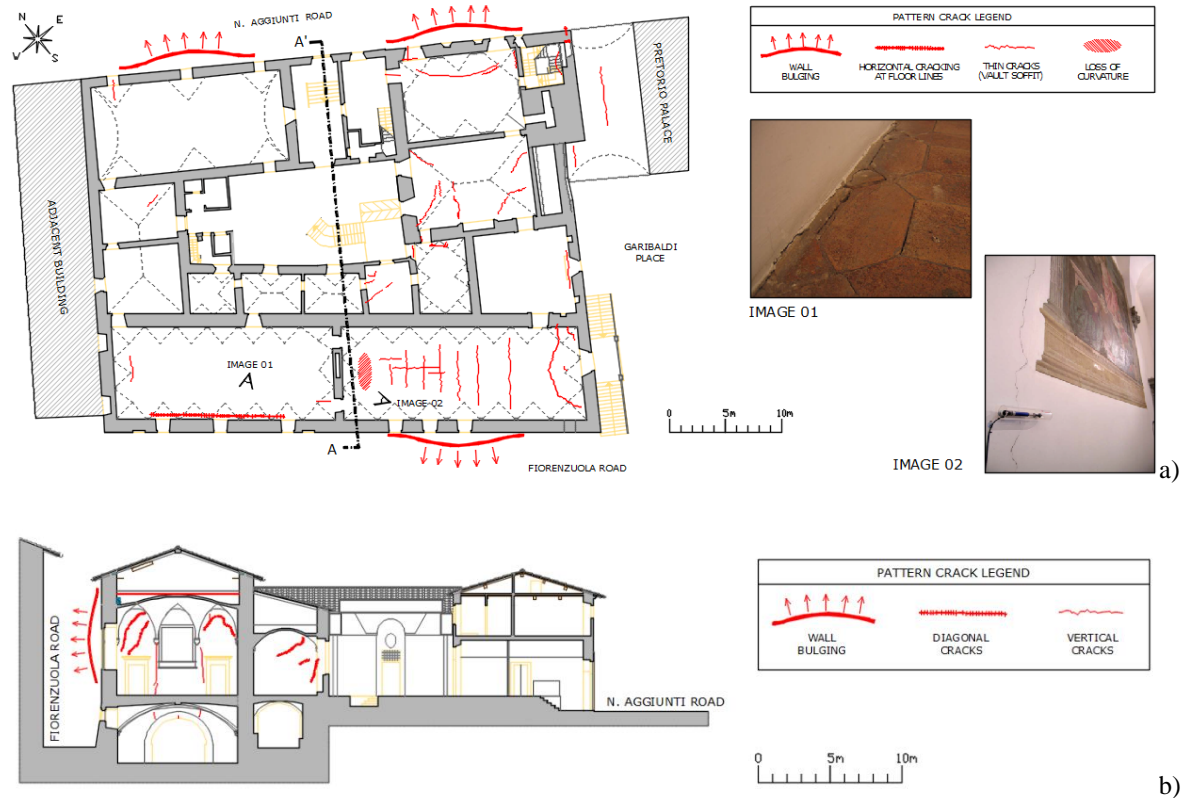 N. AGGIUNTI ROAD
N
E
W
S
A'
PRETORIO PALACE
ADJACENT BUILDING
GARIBALDI
PLACE
IMAGE 01
IMAGE 02
A
0 5m 10m
FIORENZUOLA ROAD
PATTERN CRACK LEGEND
WALL
BULGING
HORIZONTAL CRACKING
AT FLOOR LINES
THIN CRACKS
(VAULT SOFFIT)
LOSS OF
CURVATURE
IMAGE 01
IMAGE 02
a)
FIORENZUOLA ROAD
N. AGGIUNTI ROAD
PATTERN CRACK LEGEND
WALL
BULGING
DIAGONAL
CRACKS
VERTICAL
CRACKS
0 5m 10m
b)